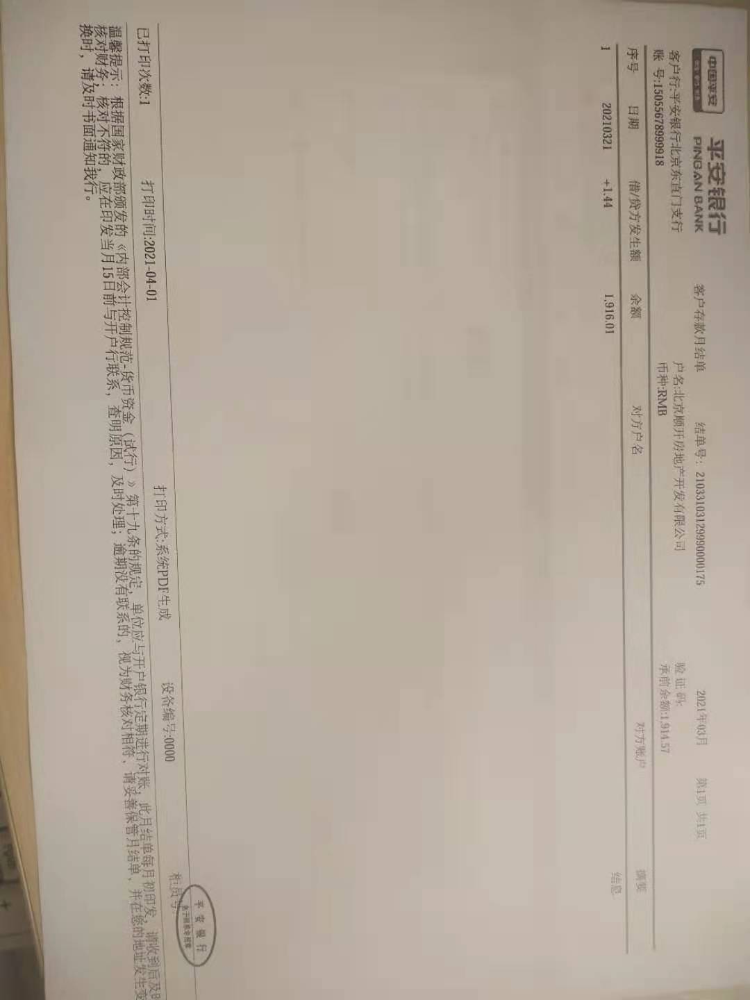 中国平安
平安银行
PING AN BANK
客户存款月结单 结单号：2103310312999000​0175 2021年03月 第1页 共1页
客户行:平安银行北京东直门支行 户名:北京顺开房地产开发有限公司 验 证 码:
账 号:15055678999918 币种:RMB 承前余额:1,914.57
序号 日期 借/贷方发生额 余额 对方户名 对方账户 摘要
1 20210321 +1.44 1,916.01 结息
平安银行
已打印次数:1 打印时间:2021-04-01 打印方式:系统PDF生成 设备编号:0000 柜员号:
温馨提示：根据国家财政部颁发的《内部会计控制规范-货币资金（试行）》第十九条的规定，单位应与开户银行定期进行对账，此月结单每月初印发，请收到后及时
核对财务；核对不符的，应在印发当月15日前与开户行联系，查明原因，及时处理；逾期没有联系的，视为财务核对相符，请妥善保管月结单，并在您的地址发生变
换时，请及时书面通知我行。